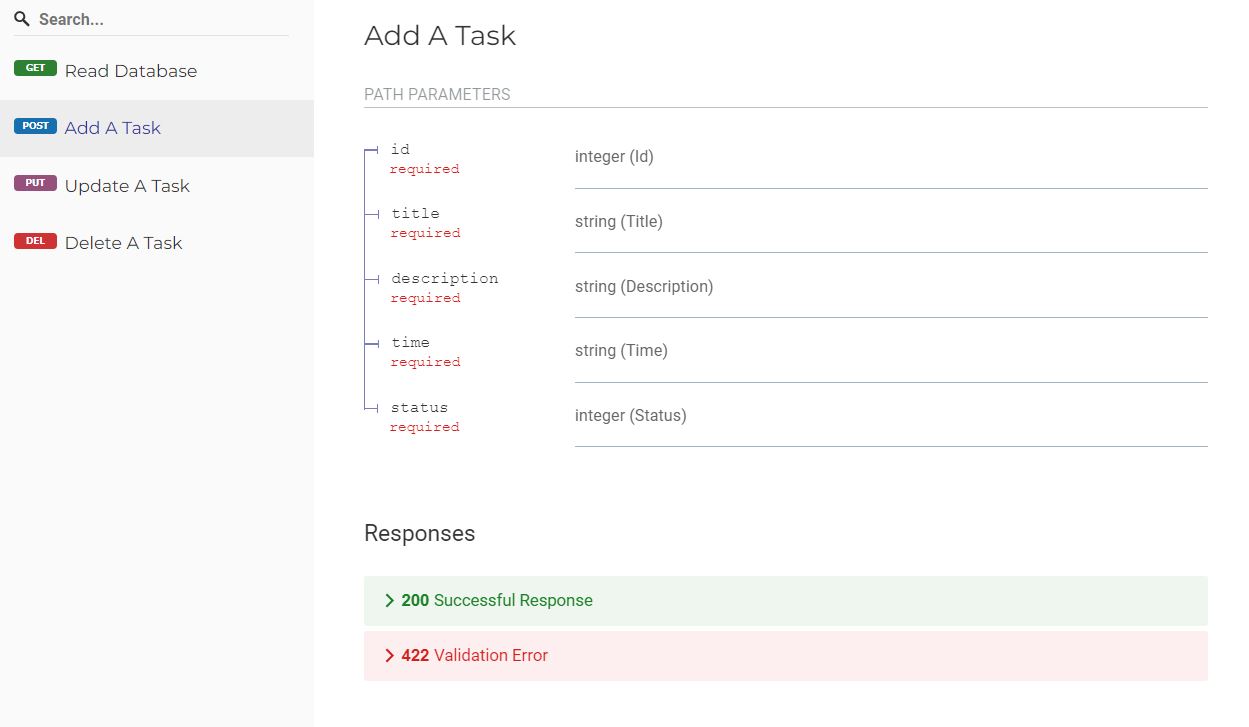 Search...
GET Read Database
POST Add A Task
PUT Update A Task
DEL Delete A Task
Add A Task
PATH PARAMETERS
id
required
integer (Id)
title
required
string (Title)
description
required
string (Description)
time
required
string (Time)
status
required
integer (Status)
Responses
200 Successful Response
422 Validation Error